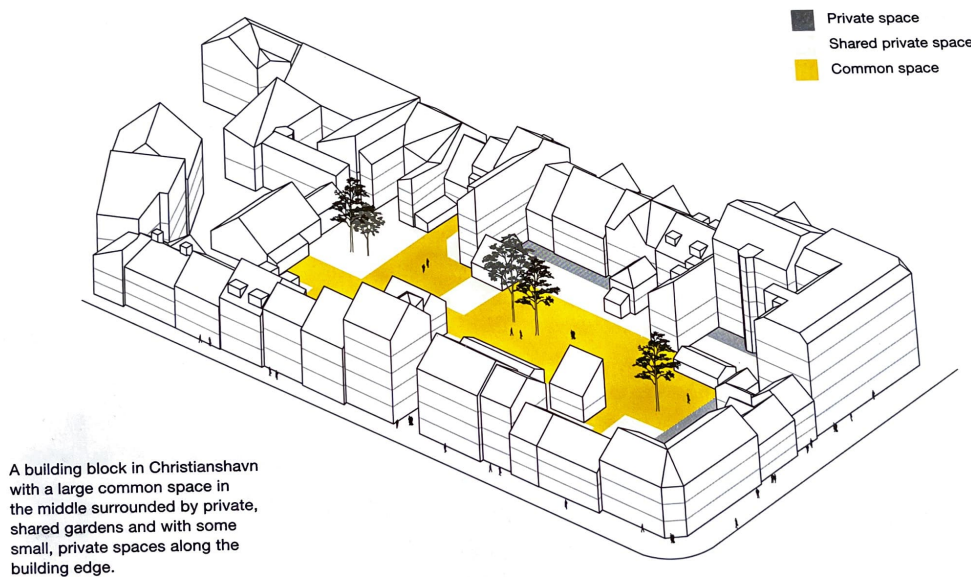 Private space
Shared private space
Common space
A building block in Christianshavn
with a large common space in
the middle surrounded by private,
shared gardens and with some
small, private spaces along the
building edge.